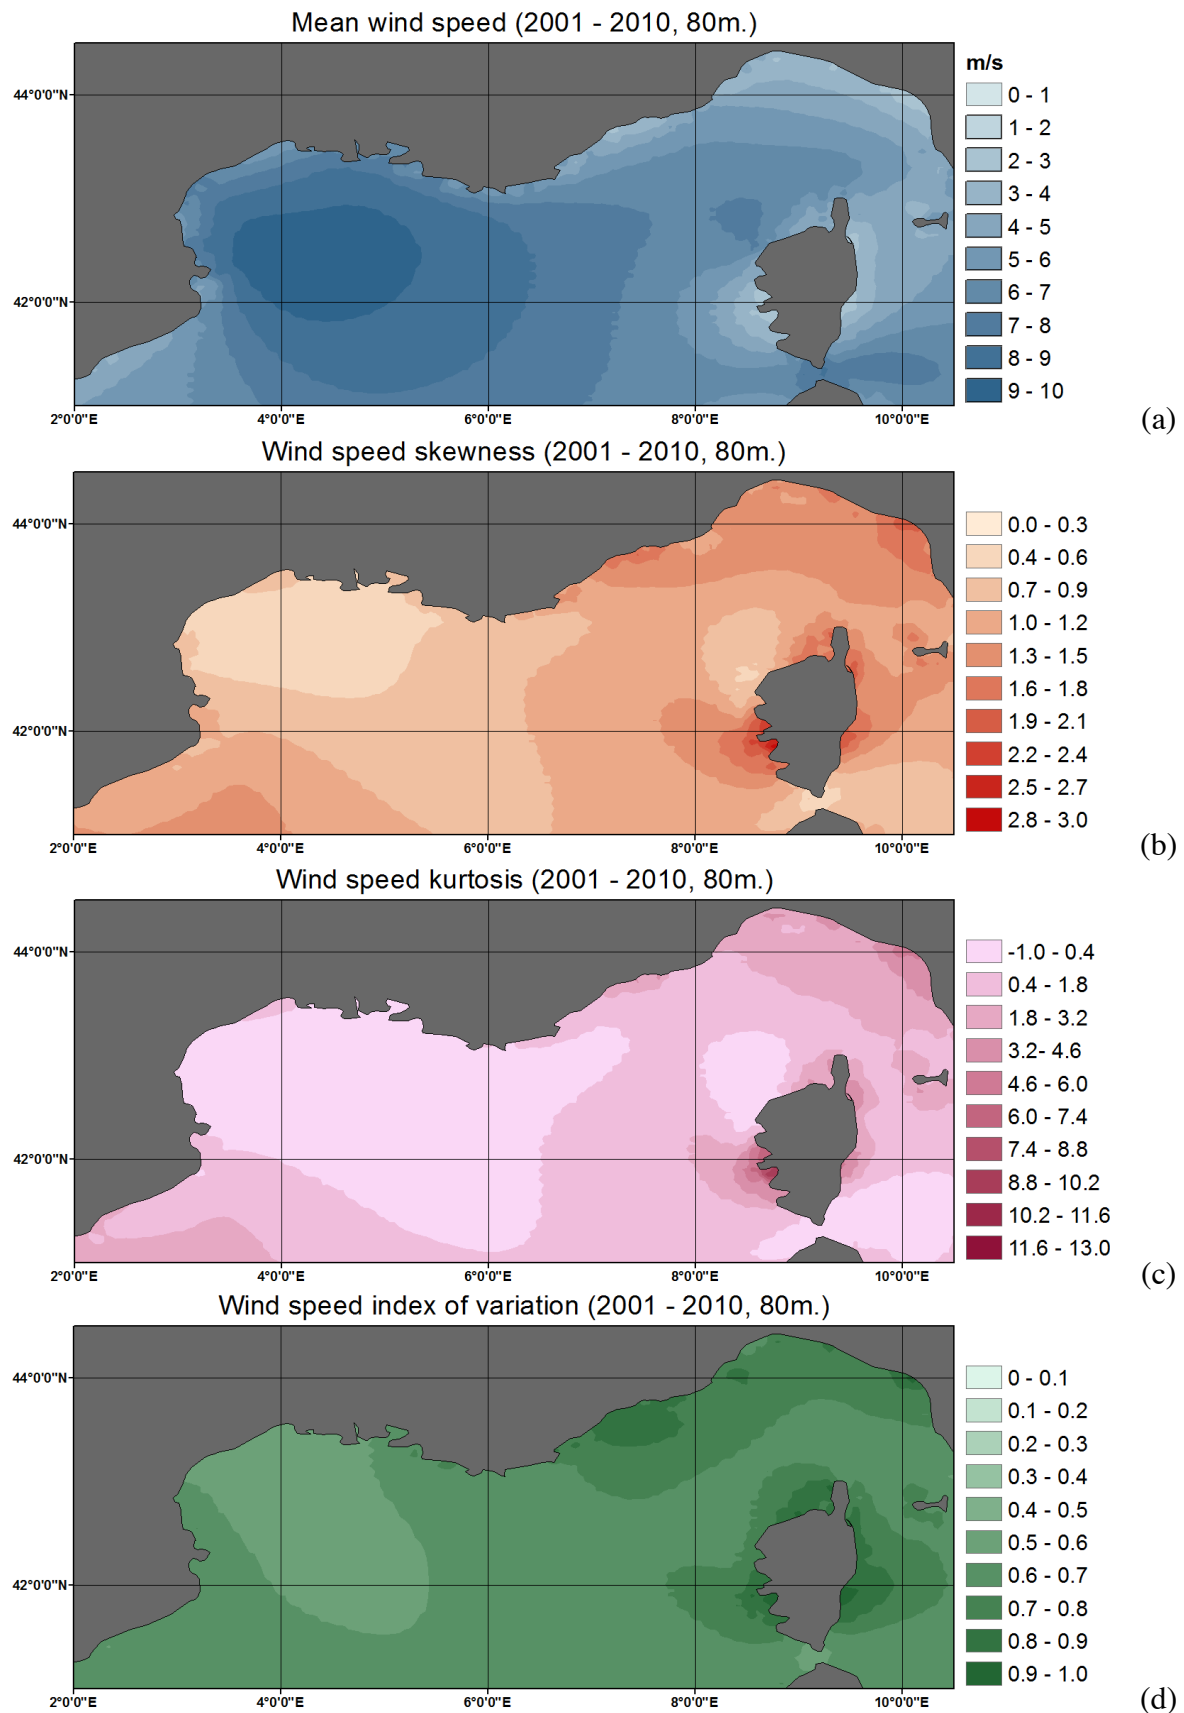 Mean wind speed (2001 - 2010, 80m.)
m/s
44°0'0"N
42°0'0"N
0 - 1
1 - 2
2 - 3
3 - 4
4 - 5
5 - 6
6 - 7
7 - 8
8 - 9
9 - 10
2°0'0"E 4°0'0"E 6°0'0"E 8°0'0"E 10°0'0"E
(a)
Wind speed skewness (2001 - 2010, 80m.)
44°0'0"N
42°0'0"N
0.0 - 0.3
0.4 - 0.6
0.7 - 0.9
1.0 - 1.2
1.3 - 1.5
1.6 - 1.8
1.9 - 2.1
2.2 - 2.4
2.5 - 2.7
2.8 - 3.0
2°0'0"E 4°0'0"E 6°0'0"E 8°0'0"E 10°0'0"E
(b)
Wind speed kurtosis (2001 - 2010, 80m.)
44°0'0"N
42°0'0"N
-1.0 - 0.4
0.4 - 1.8
1.8 - 3.2
3.2- 4.6
4.6 - 6.0
6.0 - 7.4
7.4 - 8.8
8.8 - 10.2
10.2 - 11.6
11.6 - 13.0
2°0'0"E 4°0'0"E 6°0'0"E 8°0'0"E 10°0'0"E
(c)
Wind speed index of variation (2001 - 2010, 80m.)
44°0'0"N
42°0'0"N
0 - 0.1
0.1 - 0.2
0.2 - 0.3
0.3 - 0.4
0.4 - 0.5
0.5 - 0.6
0.6 - 0.7
0.7 - 0.8
0.8 - 0.9
0.9 - 1.0
2°0'0"E 4°0'0"E 6°0'0"E 8°0'0"E 10°0'0"E
(d)